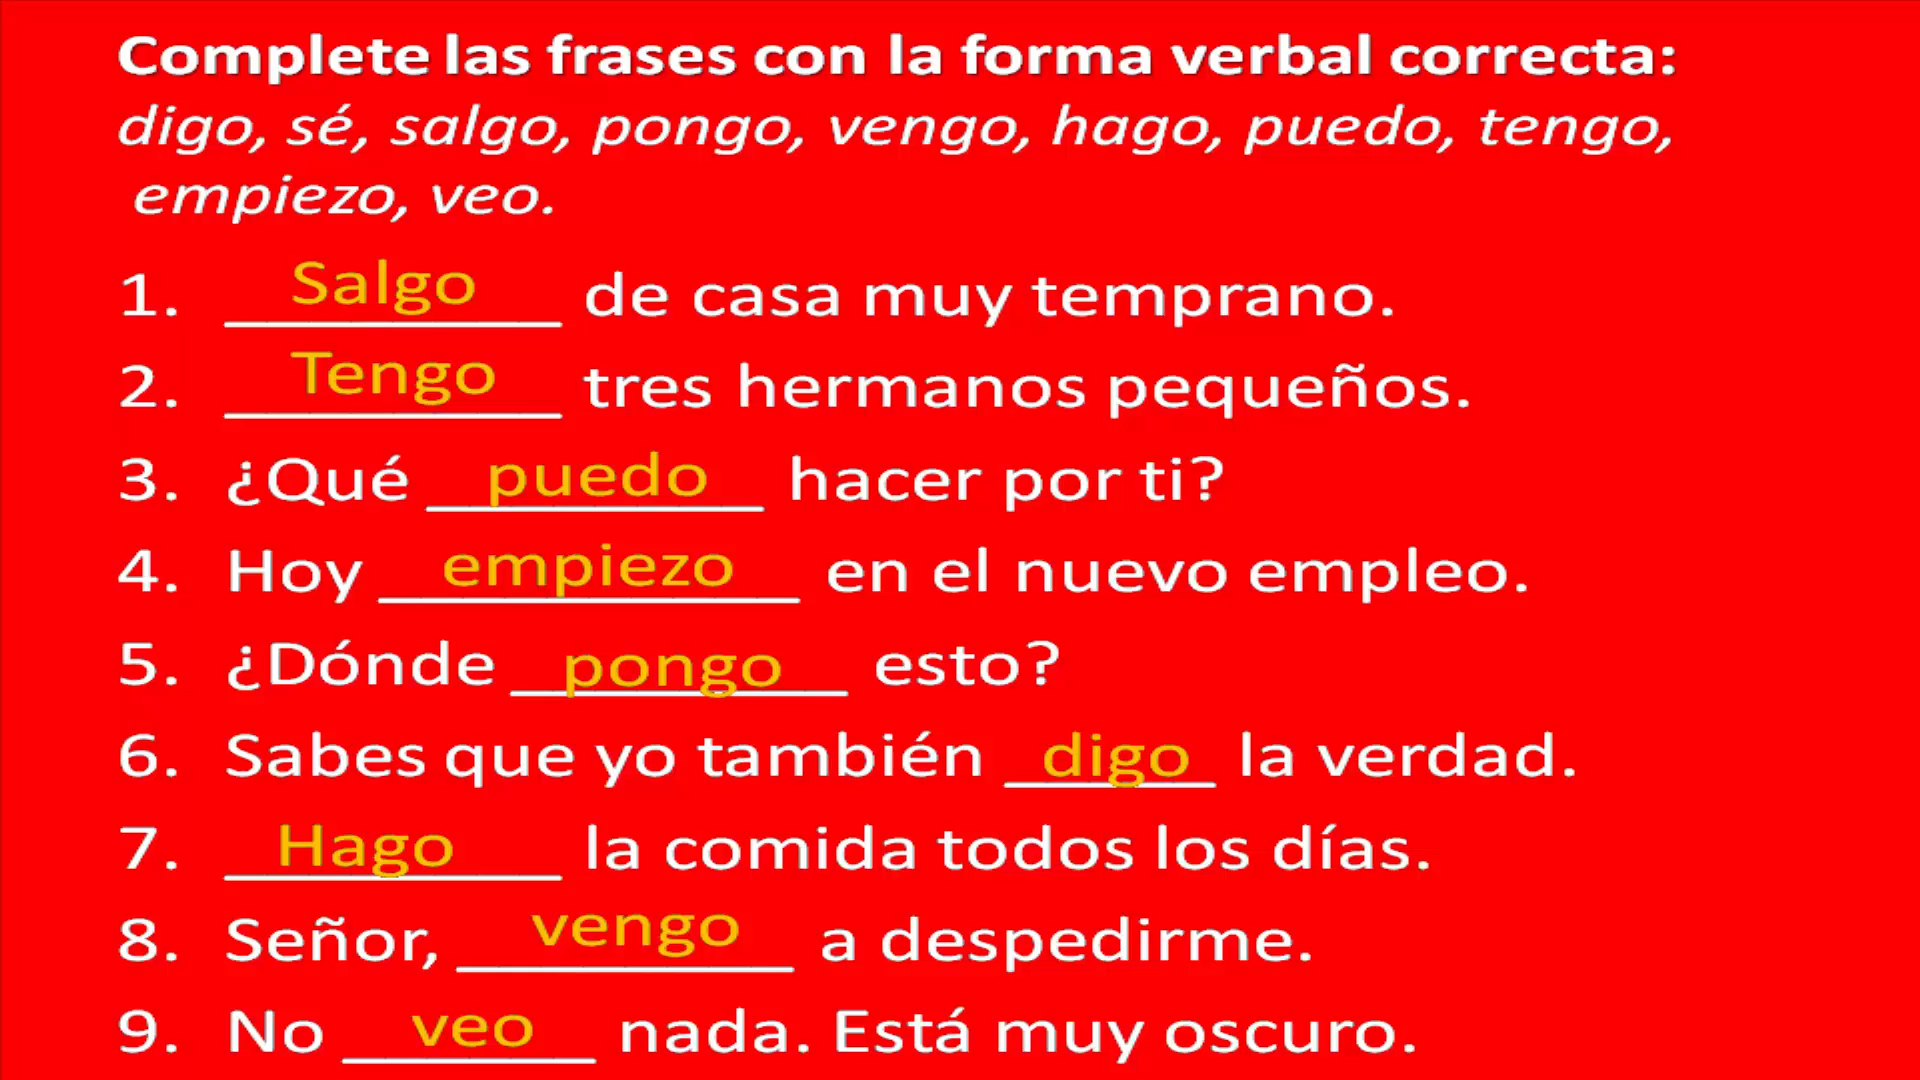 Complete las frases con la forma verbal correcta:
digo, sé, salgo, pongo, vengo, hago, puedo, tengo,
empiezo, veo.
1. Salgo de casa muy temprano.
2. Tengo tres hermanos pequeños.
3. ¿Qué puedo hacer por ti?
4. Hoy empiezo en el nuevo empleo.
5. ¿Dónde pongo esto?
6. Sabes que yo también digo la verdad.
7. Hago la comida todos los días.
8. Señor, vengo a despedirme.
9. No veo nada. Está muy oscuro.